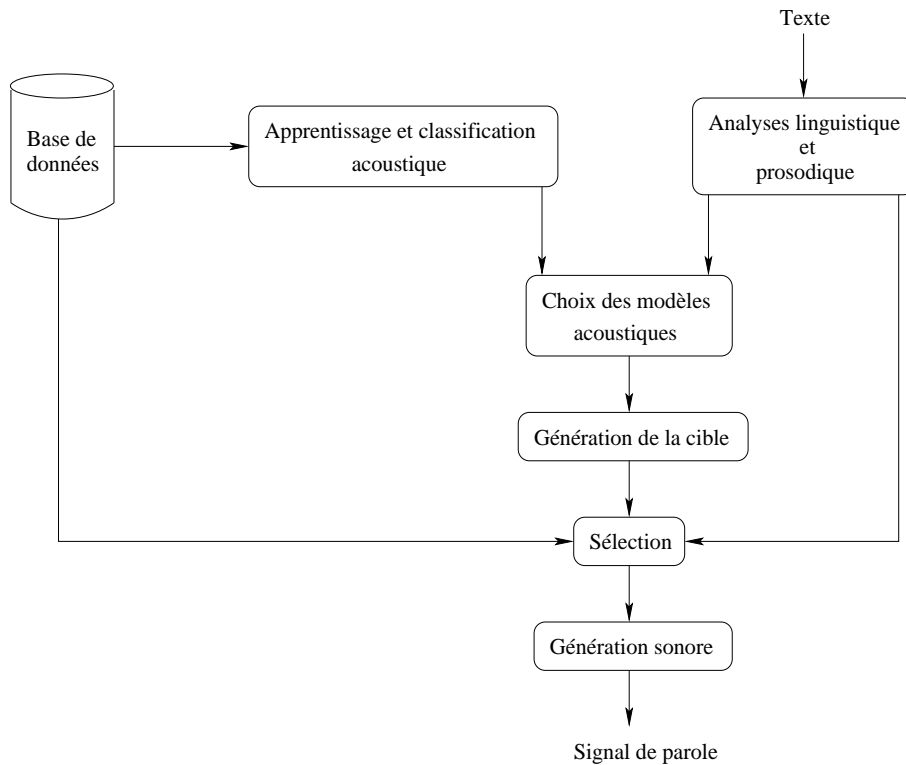 Texte
Base de
données
Apprentissage et classification
acoustique
Analyses linguistique
et
prosodique
Choix des modèles
acoustiques
Génération de la cible
Sélection
Génération sonore
Signal de parole